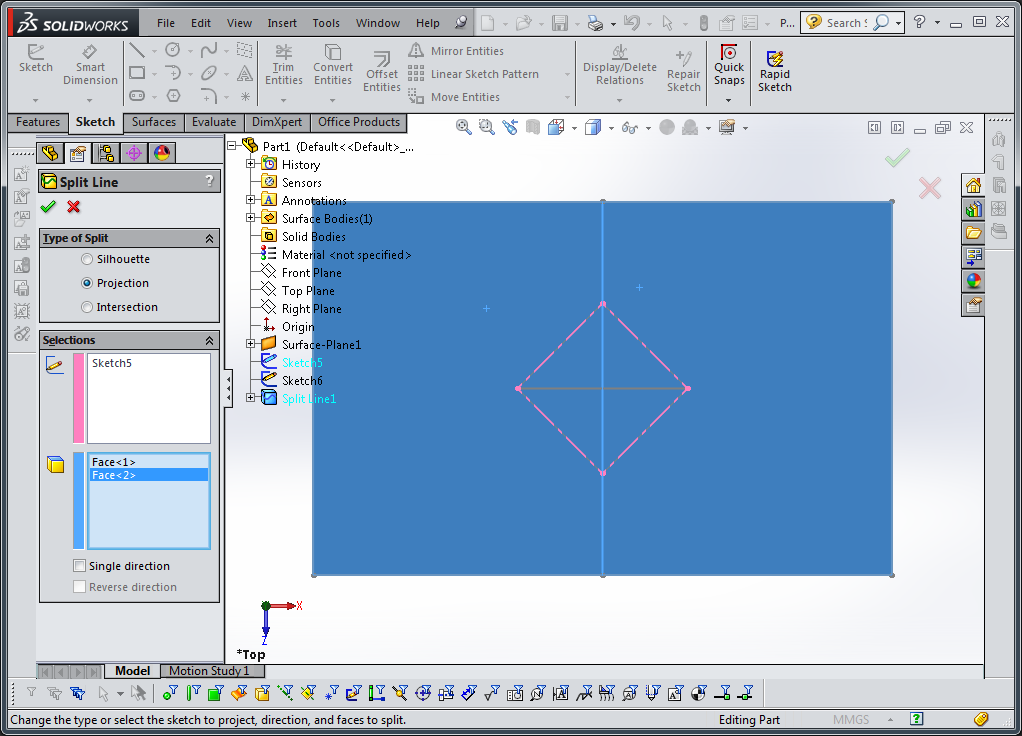 SOLIDWORKS File Edit View Insert Tools Window Help P... Search S
Sketch Smart Dimension Trim Entities Convert Entities Offset Entities Mirror Entities Linear Sketch Pattern Move Entities Display/Delete Relations Repair Sketch Quick Snaps Rapid Sketch
Features Sketch Surfaces Evaluate DimXpert Office Products
Split Line ?
Type of Split
Silhouette
Projection
Intersection
Selections
Sketch5
Face<1>
Face<2>
Single direction
Reverse direction
Part1 (Default<<Default>_...
History
Sensors
Annotations
Surface Bodies(1)
Solid Bodies
Material <not specified>
Front Plane
Top Plane
Right Plane
Origin
Surface-Plane1
Sketch5
Sketch6
Split Line1
X
Z
*Top
Model Motion Study 1
Change the type or select the sketch to project, direction, and faces to split. Editing Part MMGS ?